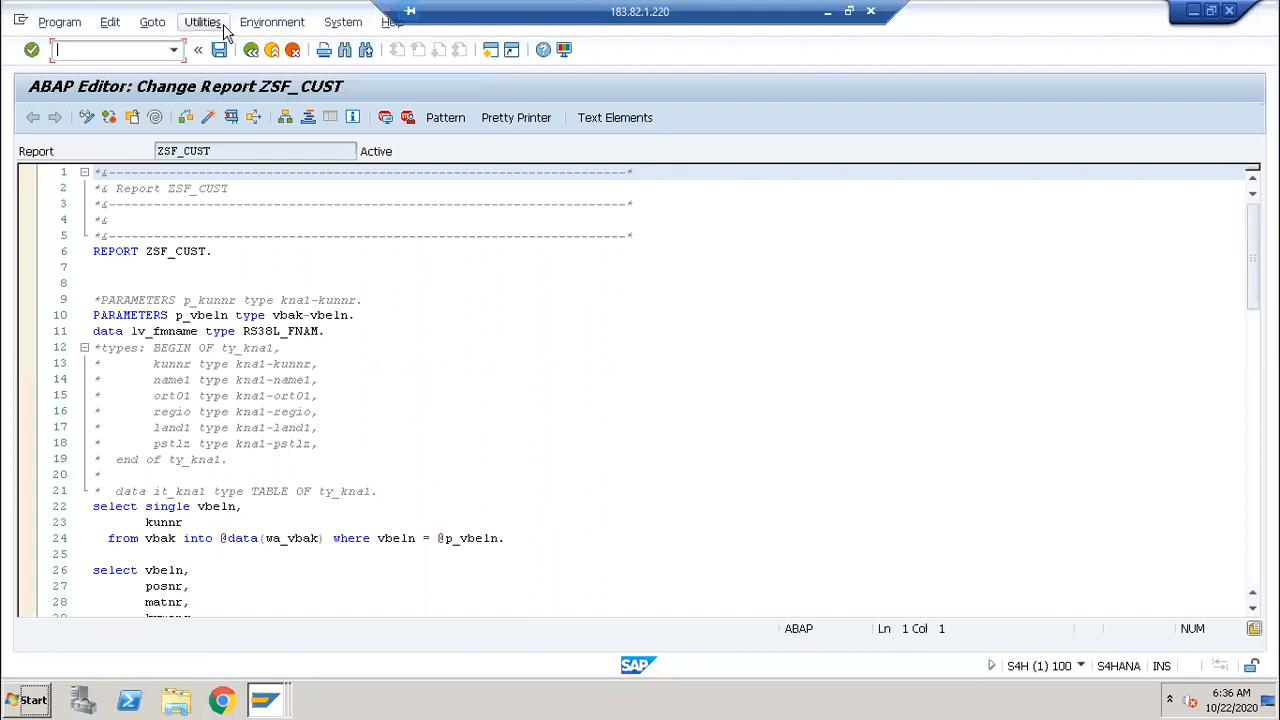 183.82.1.220
Program Edit Goto Utilities Environment System Help
ABAP Editor: Change Report ZSF_CUST
Pattern Pretty Printer Text Elements
Report ZSF_CUST Active
1 *&---------------------------------------------------------------------*
2 *& Report ZSF_CUST
3 *&---------------------------------------------------------------------*
4 *&
5 *&---------------------------------------------------------------------*
6 REPORT ZSF_CUST.
7
8
9 *PARAMETERS p_kunnr type kna1-kunnr.
10 PARAMETERS p_vbeln type vbak-vbeln.
11 data lv_fmname type RS38L_FNAM.
12 *types: BEGIN OF ty_kna1,
13 * kunnr type kna1-kunnr,
14 * name1 type kna1-name1,
15 * ort01 type kna1-ort01,
16 * regio type kna1-regio,
17 * land1 type kna1-land1,
18 * pstlz type kna1-pstlz,
19 * end of ty_kna1.
20 *
21 * data it_kna1 type TABLE OF ty_kna1.
22 select single vbeln,
23 kunnr
24 from vbak into @data(wa_vbak) where vbeln = @p_vbeln.
25
26 select vbeln,
27 posnr,
28 matnr,
ABAP Ln 1 Col 1 NUM
SAP S4H (1) 100 S4HANA INS
Start 6:36 AM
10/22/2020